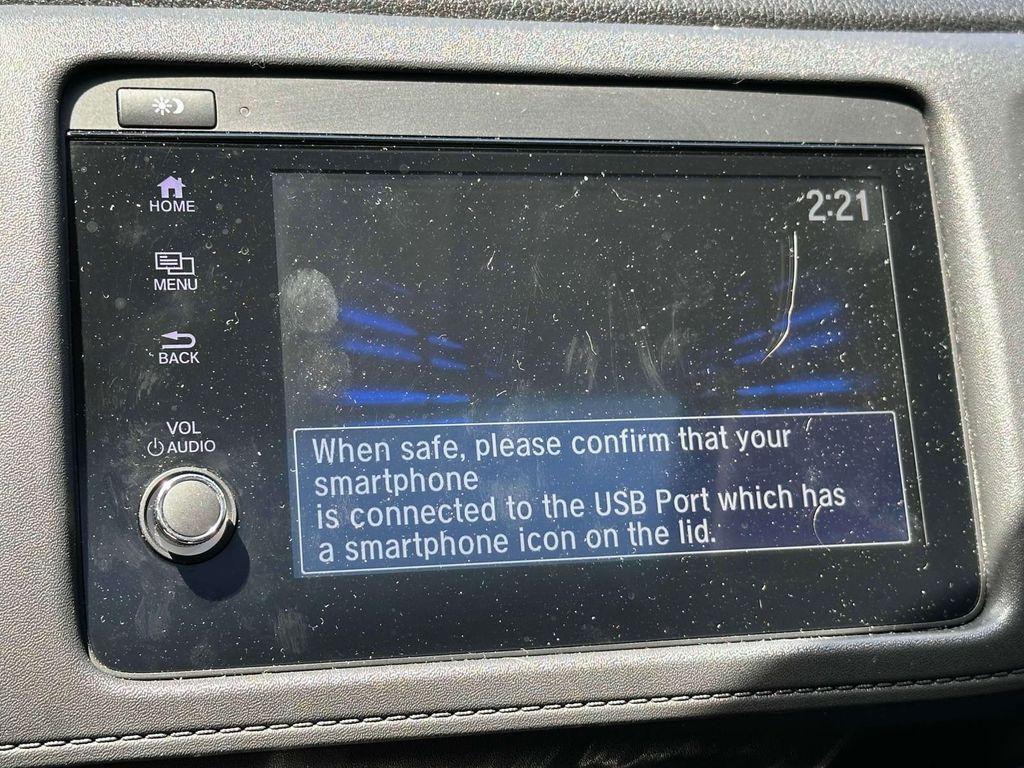 HOME
MENU
BACK
VOL
AUDIO
2:21
When safe, please confirm that your
smartphone
is connected to the USB Port which has
a smartphone icon on the lid.